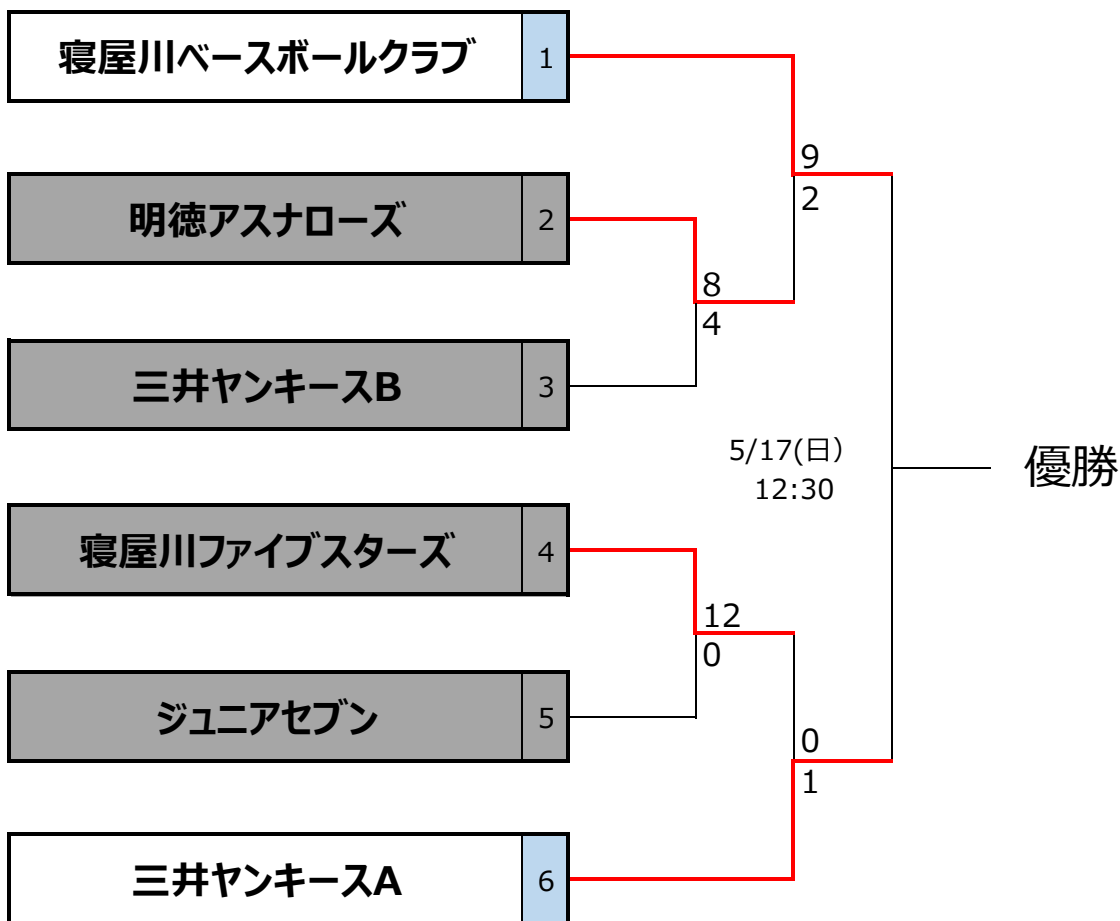 寝屋川ベースボールクラブ 1
9
2
明徳アスナローズ 2
8
4
三井ヤンキースB 3
5/17(日)
12:30
優勝
寝屋川ファイブスターズ 4
12
0
ジュニアセブン 5
0
1
三井ヤンキースA 6